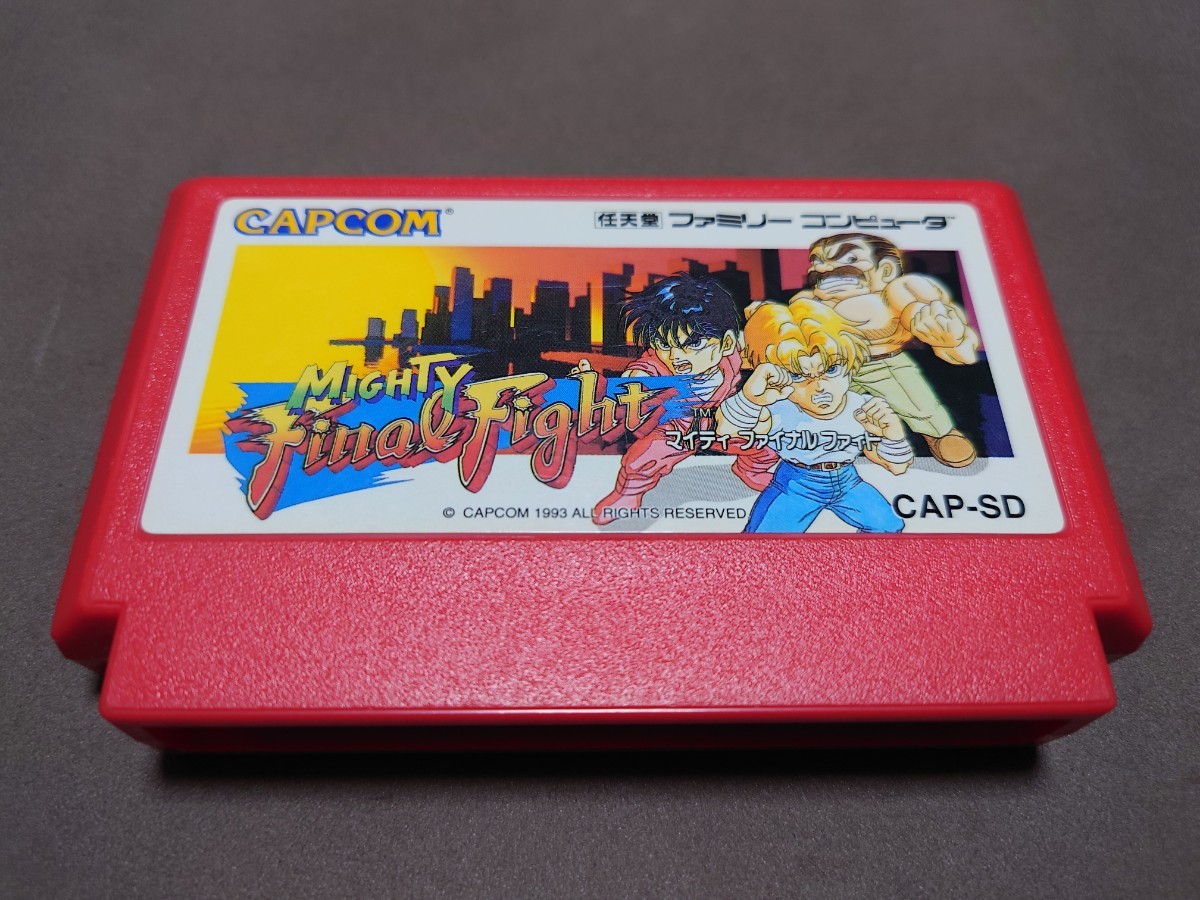 CAPCOM®
任天堂 ファミリー コンピュータ™
MIGHTY
Final Fight
TM
マイティ ファイナルファイト
© CAPCOM 1993 ALL RIGHTS RESERVED
CAP-SD